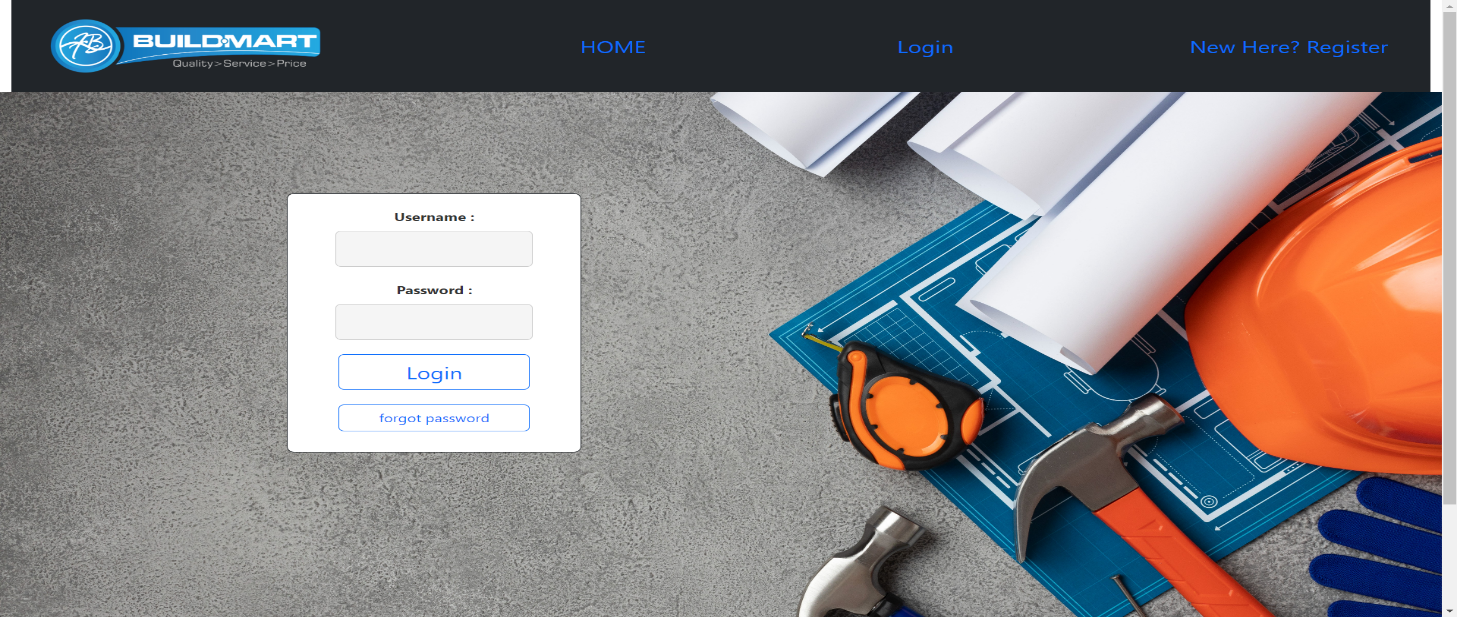 BUILDMART
Quality>Service>Price
HOME
Login
New Here? Register
Username :
Password :
Login
forgot password